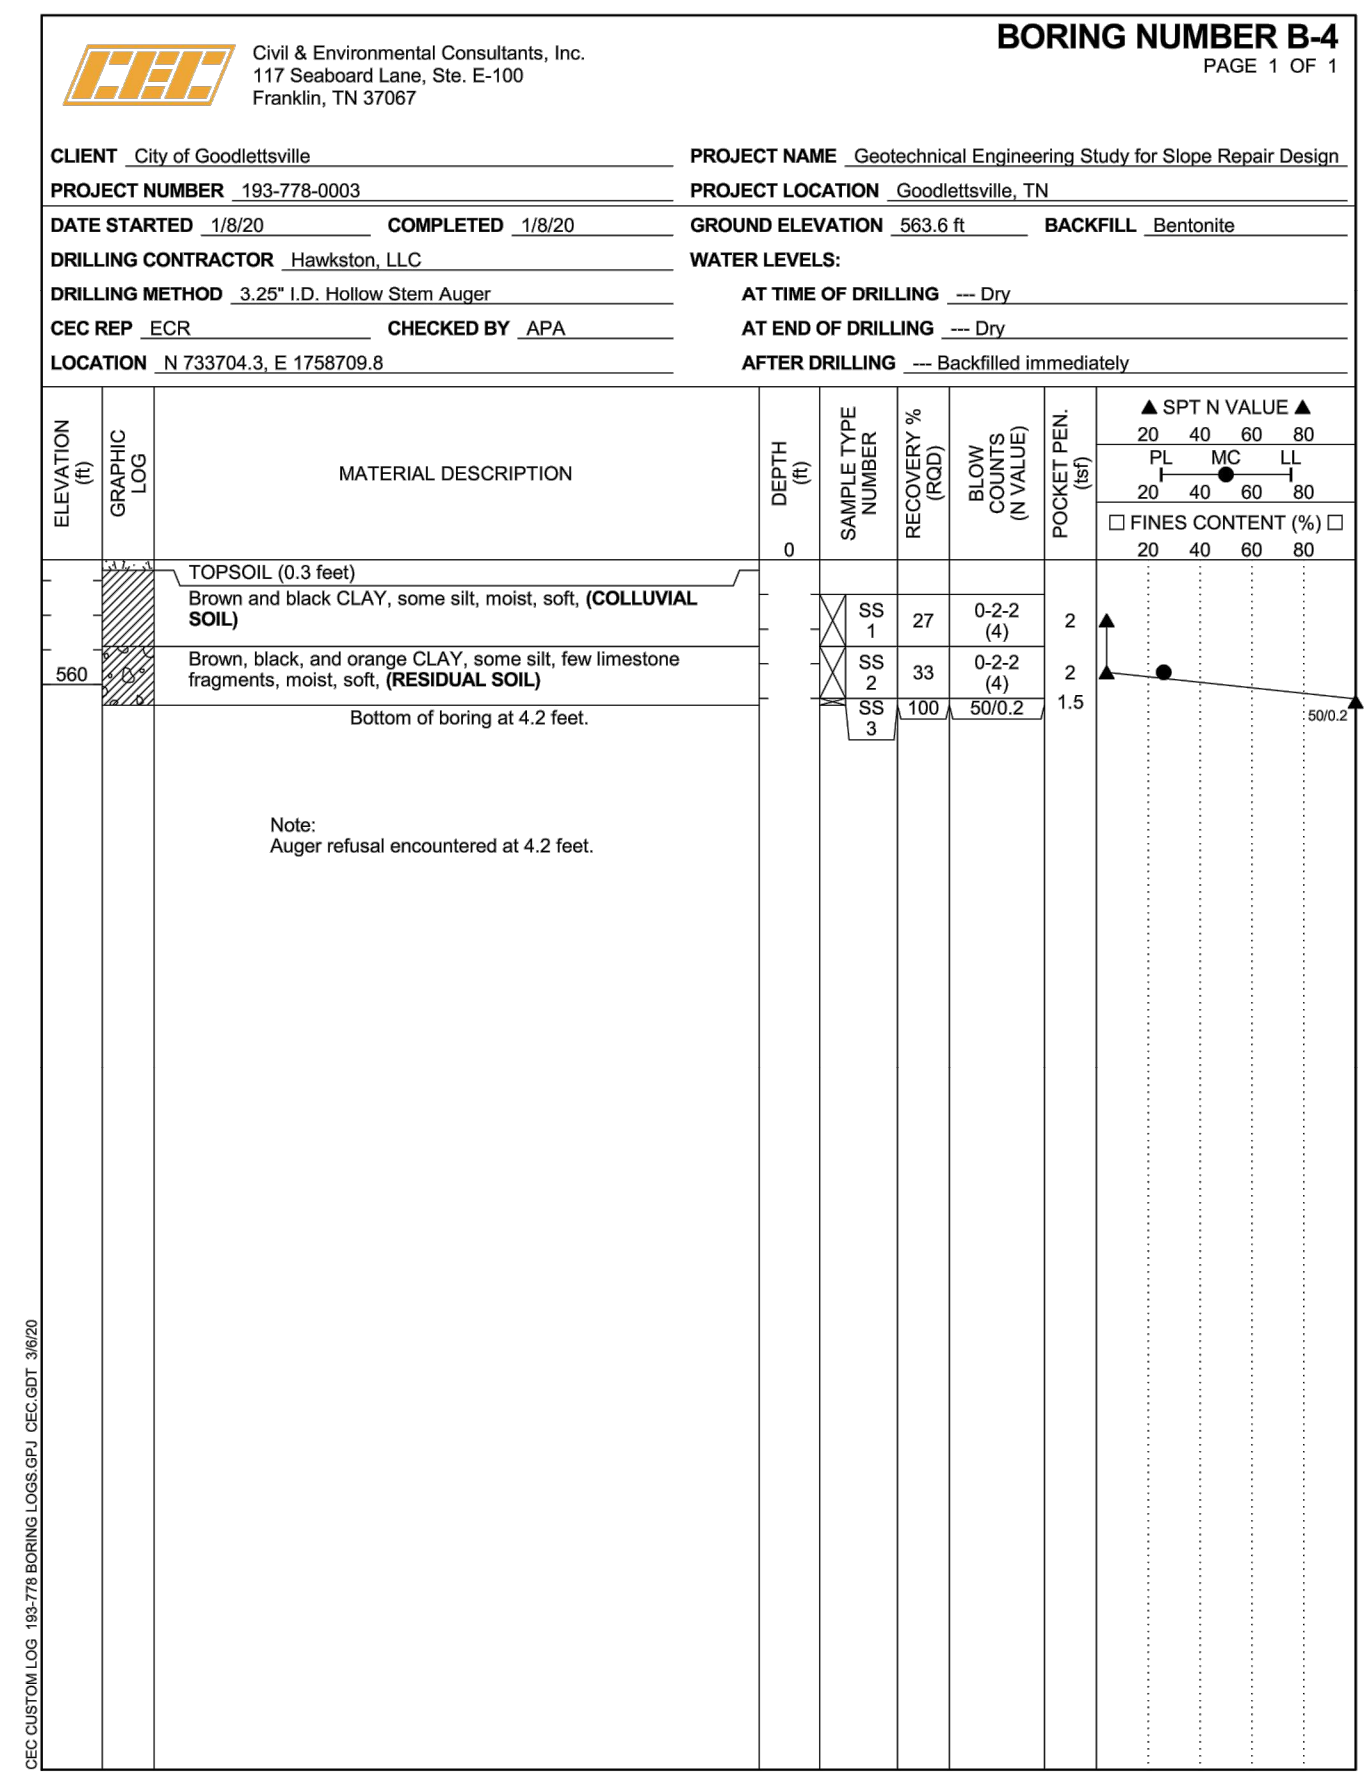 BORING NUMBER B-4
PAGE 1 OF 1
CEC
Civil & Environmental Consultants, Inc.
117 Seaboard Lane, Ste. E-100
Franklin, TN 37067
CLIENT City of Goodlettsville
PROJECT NAME Geotechnical Engineering Study for Slope Repair Design
PROJECT NUMBER 193-778-0003
PROJECT LOCATION Goodlettsville, TN
DATE STARTED 1/8/20 COMPLETED 1/8/20
GROUND ELEVATION 563.6 ft BACKFILL Bentonite
DRILLING CONTRACTOR Hawkston, LLC
WATER LEVELS:
DRILLING METHOD 3.25" I.D. Hollow Stem Auger
AT TIME OF DRILLING --- Dry
CEC REP ECR CHECKED BY APA
AT END OF DRILLING --- Dry
LOCATION N 733704.3, E 1758709.8
AFTER DRILLING --- Backfilled immediately
ELEVATION
(ft)
GRAPHIC
LOG
MATERIAL DESCRIPTION
DEPTH
(ft)
0
SAMPLE TYPE
NUMBER
RECOVERY %
(RQD)
BLOW
COUNTS
(N VALUE)
POCKET PEN.
(tsf)
▲ SPT N VALUE ▲
20 40 60 80
PL MC LL
20 40 60 80
☐ FINES CONTENT (%) ☐
20 40 60 80
TOPSOIL (0.3 feet)
Brown and black CLAY, some silt, moist, soft, (COLLUVIAL
SOIL)
SS
1
27
0-2-2
(4)
2
560
Brown, black, and orange CLAY, some silt, few limestone
fragments, moist, soft, (RESIDUAL SOIL)
SS
2
33
0-2-2
(4)
2
Bottom of boring at 4.2 feet.
SS
3
100
50/0.2
1.5
50/0.2
Note:
Auger refusal encountered at 4.2 feet.
CEC CUSTOM LOG 193-778 BORING LOGS.GPJ CEC.GDT 3/6/20